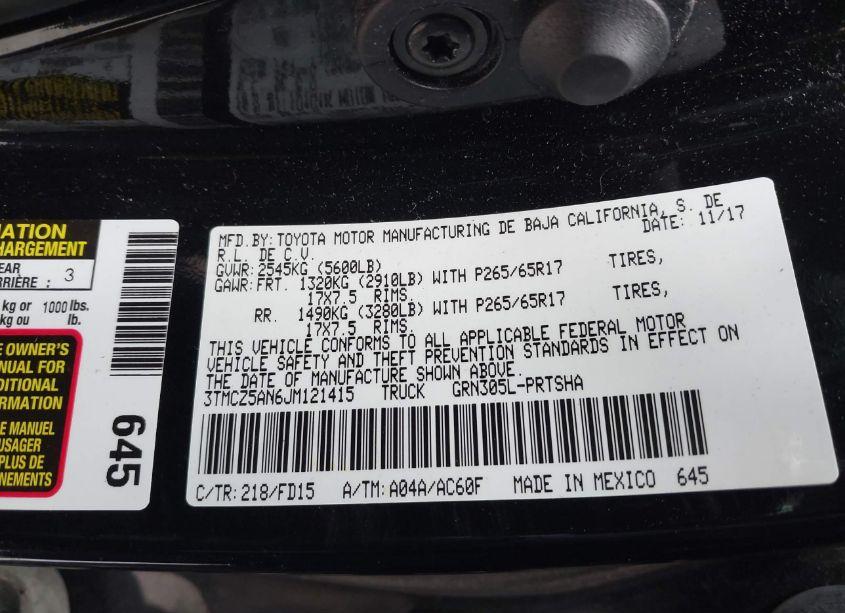 MATION
CHARGEMENT
EAR
RRIÈRE : 3
kg or 1000 lbs.
kg ou lb.
E OWNER'S
NUAL FOR
DITIONAL
ORMATION
E MANUEL
USAGER
PLUS DE
NEMENTS
645
MFD.BY: TOYOTA MOTOR MANUFACTURING DE BAJA CALIFORNIA, S. DE
R.L. DE C.V. DATE: 11/17
GVWR: 2545KG (5600LB)
GAWR: FRT. 1320KG (2910LB) WITH P265/65R17 TIRES,
17X7.5 RIMS.
RR. 1490KG (3280LB) WITH P265/65R17 TIRES,
17X7.5 RIMS.
THIS VEHICLE CONFORMS TO ALL APPLICABLE FEDERAL MOTOR
VEHICLE SAFETY AND THEFT PREVENTION STANDARDS IN EFFECT ON
THE DATE OF MANUFACTURE SHOWN ABOVE.
3TMCZ5AN6JM121415 TRUCK GRN305L-PRTSHA
C/TR: 218/FD15 A/TM: A04A/AC60F MADE IN MEXICO 645